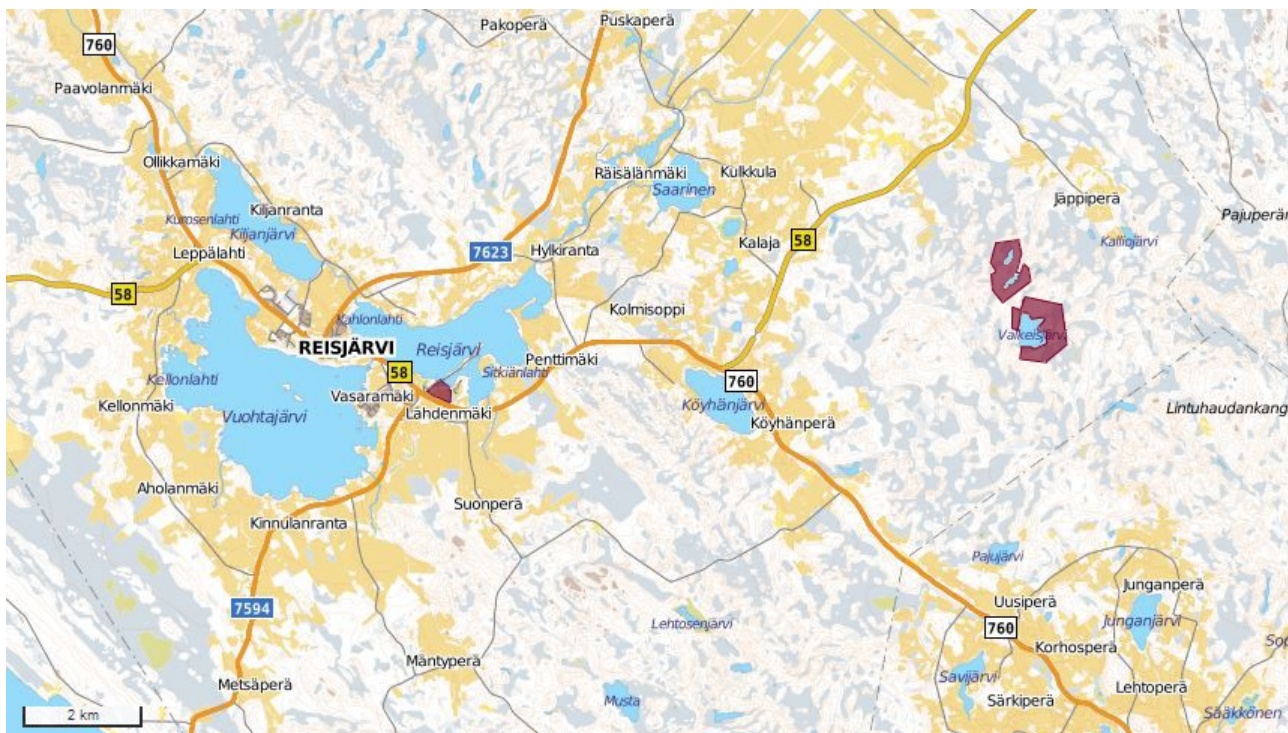 Pakoperä
Puskaperä
760
Paavolanmäki
Ollikkamäki
Räisälänmäki
Kulkkula
Saarinen
Jäppiperä
Kiljanranta
Kurosenlahti
Kiljanjärvi
Pajuperän
Kalliojärvi
Leppälahti
7623
Hylkiranta
Kalaja
58
58
Kolmisoppi
Kahlonlahti
REISJÄRVI
Reisjärvi
Valkeisjärvi
Penttimäki
58
Sitkiänlahti
760
Kellonlahti
Vasaramäki
Kellonmäki
Vuohtajärvi
Lähdenmäki
Köyhänjärvi
Köyhänperä
Lintuhaudankang
Aholanmäki
Suonperä
Kinnulanranta
Pajujärvi
Junganperä
Uusiperä
7594
Lehtosenjärvi
760
Junganjärvi
Korhosperä
Mäntyperä
Savijärvi
Metsäperä
Lehtoperä
Musta
Särkiperä
Sääkkönen
2 km